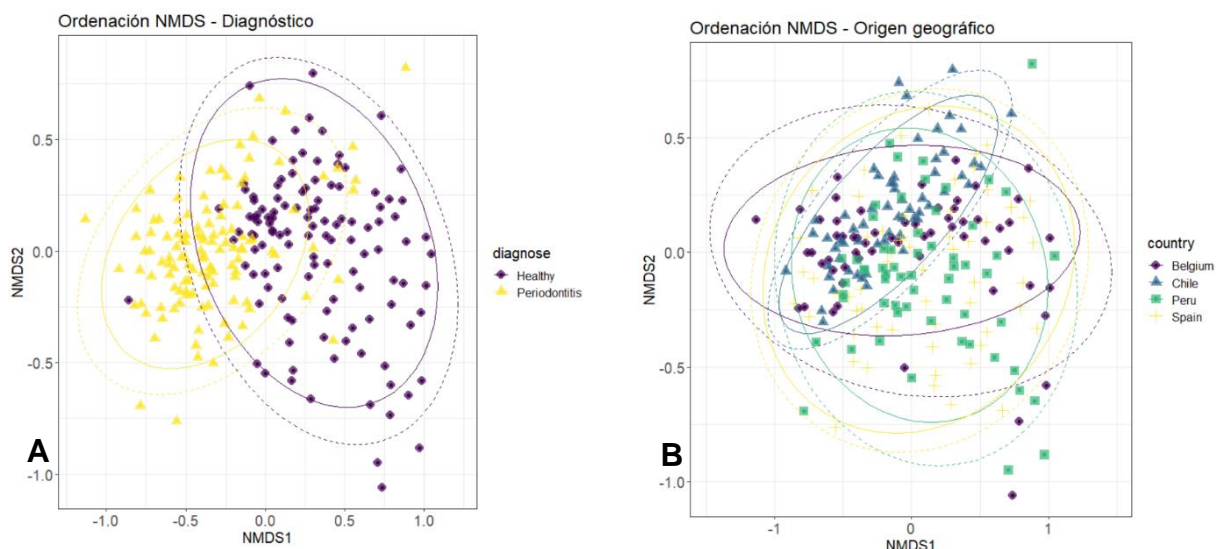 Ordenación NMDS - Diagnóstico
NMDS2
0.5
0.0
-0.5
-1.0
-1.0
-0.5
0.0
0.5
1.0
NMDS1
diagnose
Healthy
Periodontitis
A
Ordenación NMDS - Origen geográfico
NMDS2
0.5
0.0
-0.5
-1.0
-1
0
1
NMDS1
country
Belgium
Chile
Peru
Spain
B